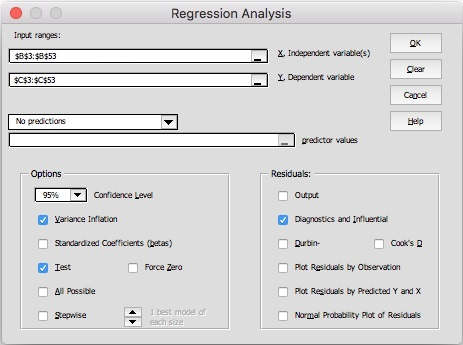 Regression Analysis
Input ranges:
$B$3:$B$53
X, Independent variable(s)
OK
$C$3:$C$53
Y, Dependent variable
Clear
Cancel
No predictions
Help
predictor values
Options
95%
Confidence Level
Variance Inflation
Standardized Coefficients (betas)
Test
Force Zero
All Possible
Stepwise
1 best model of
each size
Residuals:
Output
Diagnostics and Influential
Durbin-
Cook's D
Plot Residuals by Observation
Plot Residuals by Predicted Y and X
Normal Probability Plot of Residuals